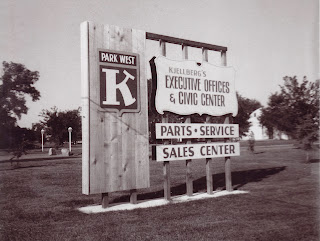 PARK WEST
K
KJELLBERG'S
EXECUTIVE OFFICES
& CIVIC CENTER
PARTS • SERVICE
SALES CENTER